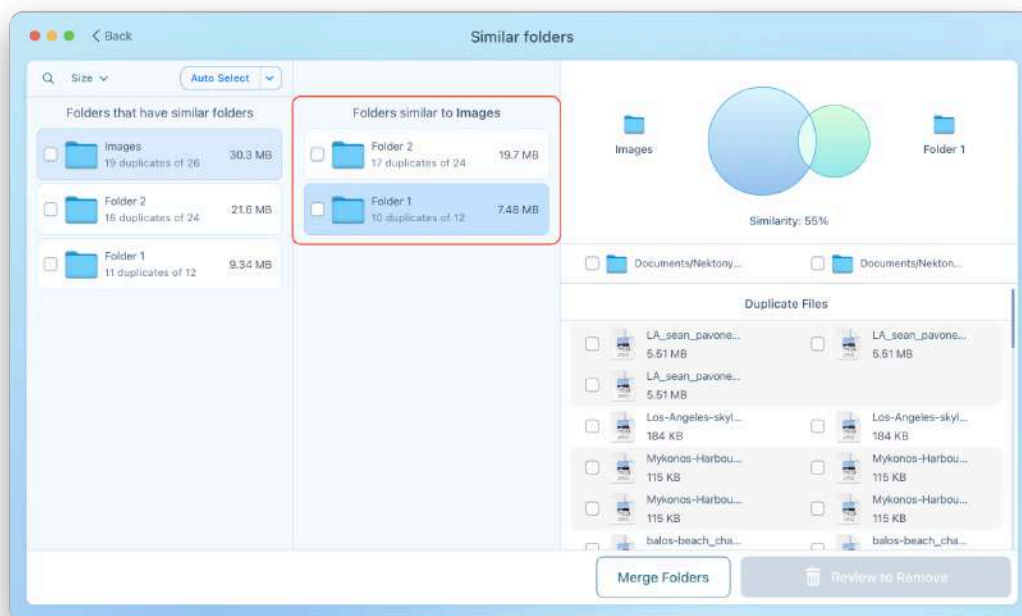 Back
Similar folders
Size
Auto Select
Folders that have similar folders
Images
19 duplicates of 26
30.3 MB
Folder 2
18 duplicates of 24
21.6 MB
Folder 1
11 duplicates of 12
9.34 MB
Folders similar to Images
Folder 2
17 duplicates of 24
19.7 MB
Folder 1
10 duplicates of 12
7.48 MB
Images
Folder 1
Similarity: 55%
Documents/Nektony...
Documents/Nekton...
Duplicate Files
LA_sean_pavone...
5.51 MB
LA_sean_pavone...
5.51 MB
LA_sean_pavone...
5.51 MB
Los-Angeles-skyl...
184 KB
Los-Angeles-skyl...
184 KB
Mykonos-Harbou...
115 KB
Mykonos-Harbou...
115 KB
Mykonos-Harbou...
115 KB
Mykonos-Harbou...
115 KB
balos-beach_cha...
balos-beach_cha...
Merge Folders
Review to Remove